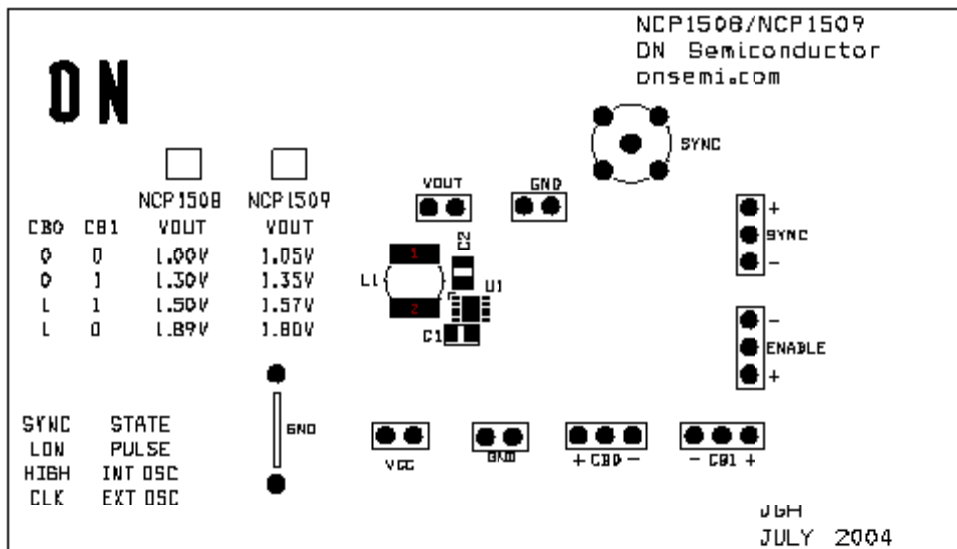 NCP1508/NCP1509
ON Semiconductor
onsemi.com
ON
SYNC
NCP1508 NCP1509
CB0 CB1 VOUT VOUT
0 0 1.00V 1.05V
0 1 1.30V 1.35V
L 1 1.50V 1.57V
L 0 1.89V 1.80V
VOUT
GND
C2
L1
1
2
U1
C1
+
SYNC
-
-
ENABLE
+
GND
SYNC STATE
LOW PULSE
HIGH INT OSC
CLK EXT OSC
VCC
GND
+ CB0 -
- CB1 +
JGH
JULY 2004